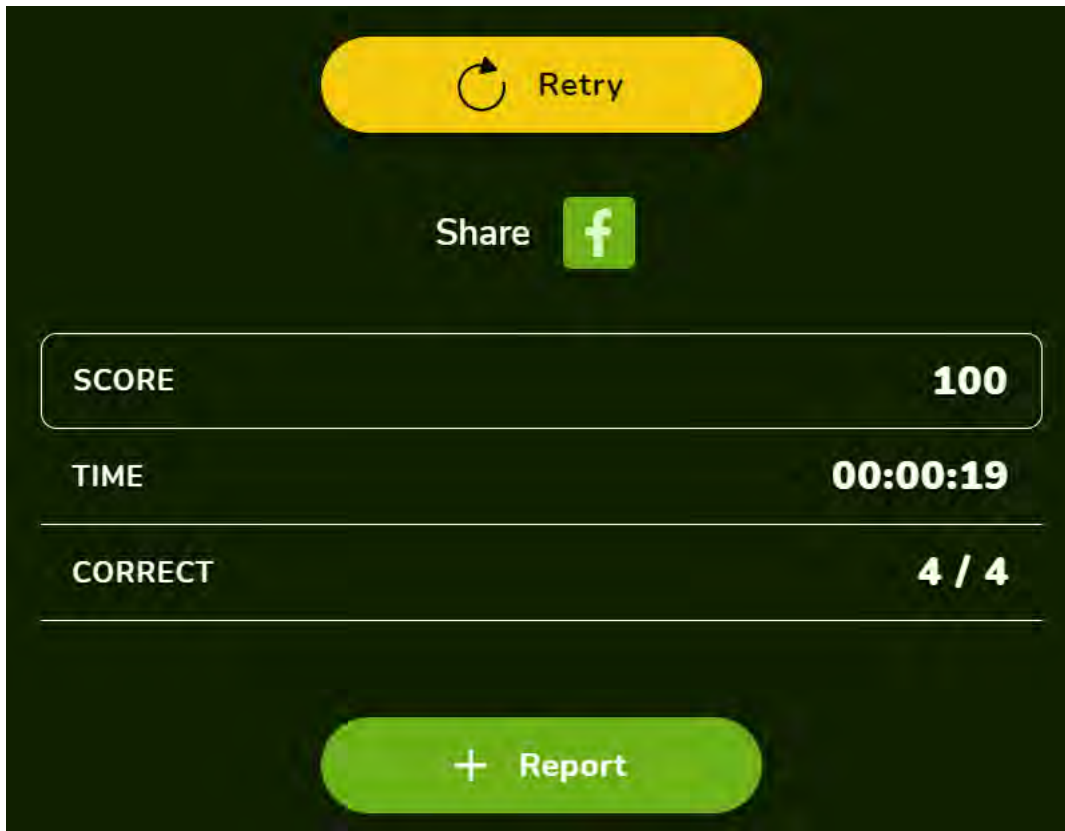 Retry
Share
SCORE 100
TIME 00:00:19
CORRECT 4 / 4
+ Report